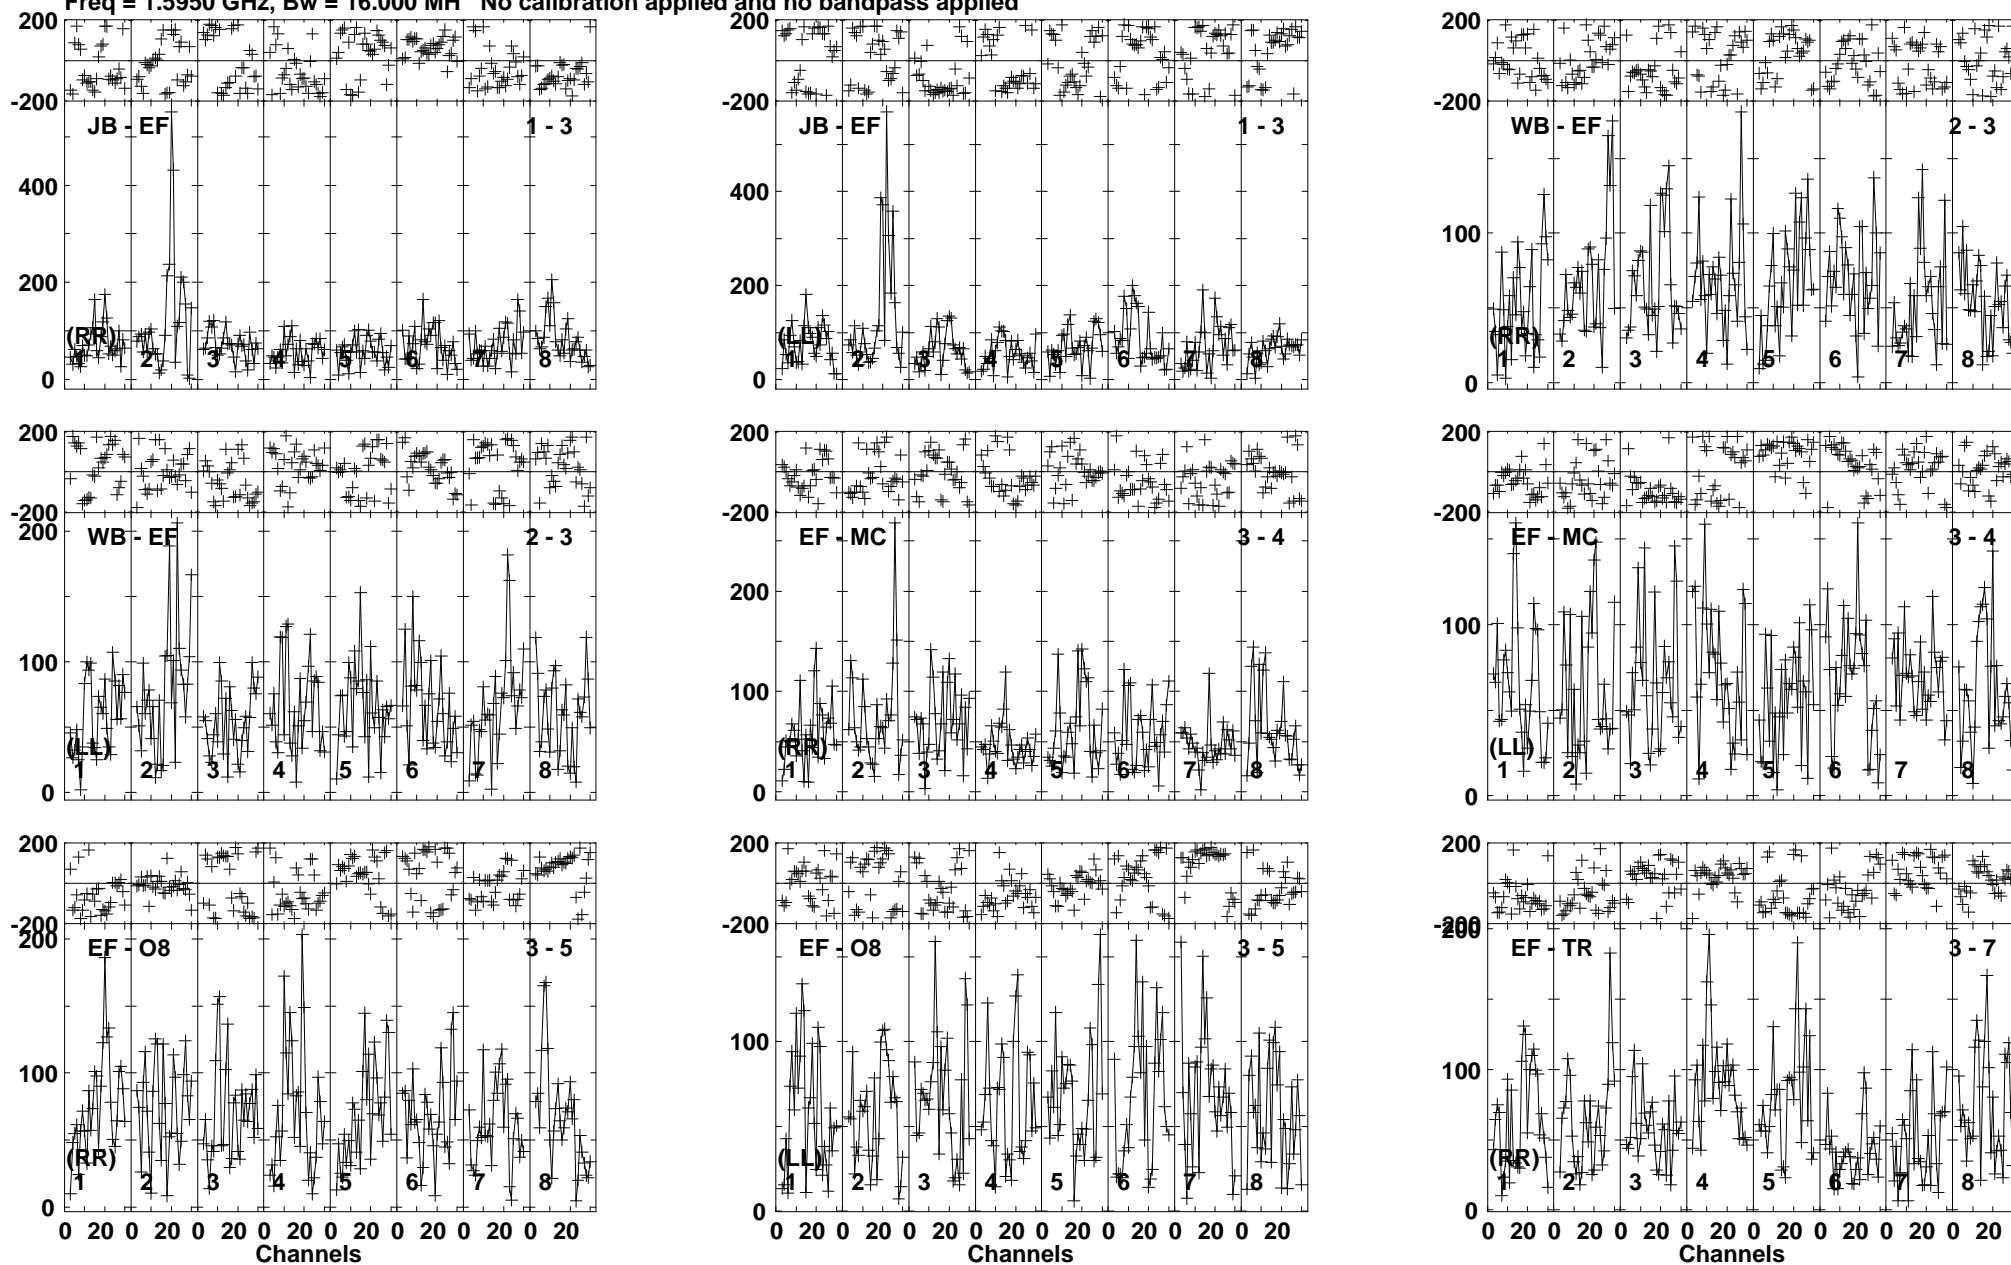 Freq = 1.5950 GHz, Bw = 16.000 MH   No calibration applied and no bandpass applied
200 200 200
-200 -200 -200
JB - EF 1 - 3 JB - EF 1 - 3 WB - EF 2 - 3
400 400
200 200 100
(RR) (LL) (RR)
1 2 3 4 5 6 7 8 1 2 3 4 5 6 7 8 1 2 3 4 5 6 7 8
0 0 0
200 200 200
-200 -200 -200
200
WB - EF 2 - 3 EF - MC 3 - 4 EF - MC 3 - 4
200
100 100 100
(LL) (RR) (LL)
1 2 3 4 5 6 7 8 1 2 3 4 5 6 7 8 1 2 3 4 5 6 7 8
0 0 0
200 200 200
-200 -200 -200
200 200
EF - O8 3 - 5 EF - O8 3 - 5 EF - TR 3 - 7
100 100 100
(RR) (LL) (RR)
1 2 3 4 5 6 7 8 1 2 3 4 5 6 7 8 1 2 3 4 5 6 7 8
0 0 0
0 20 0 20 0 20 0 20 0 20 0 20 0 20 0 20 0 20 0 20 0 20 0 20 0 20 0 20 0 20 0 20 0 20 0 20 0 20 0 20 0 20 0 20 0 20 0 20
Channels Channels Channels